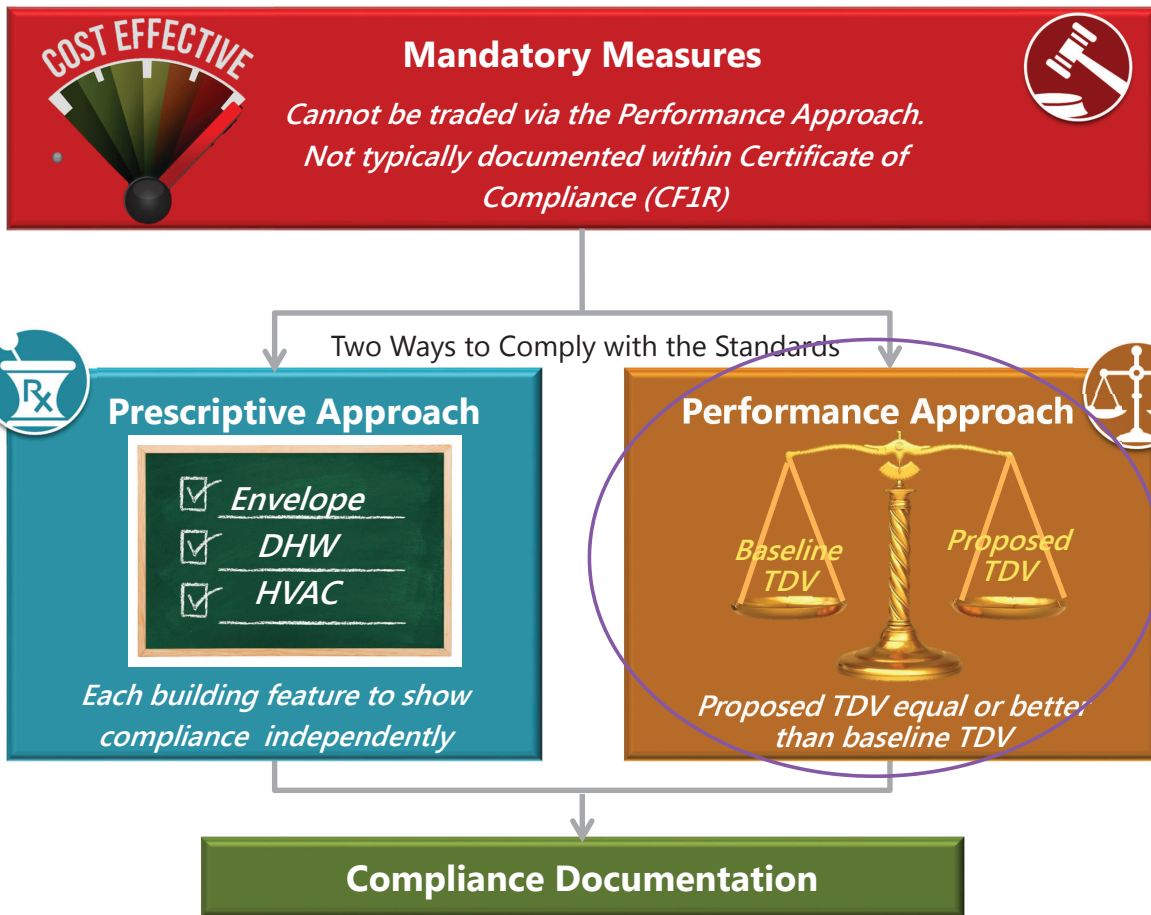 COST EFFECTIVE
Mandatory Measures
Cannot be traded via the Performance Approach.
Not typically documented within Certificate of
Compliance (CF1R)
Two Ways to Comply with the Standards
Rx
Prescriptive Approach
Envelope
DHW
HVAC
Each building feature to show
compliance independently
Performance Approach
Baseline
TDV
Proposed
TDV
Proposed TDV equal or better
than baseline TDV
Compliance Documentation